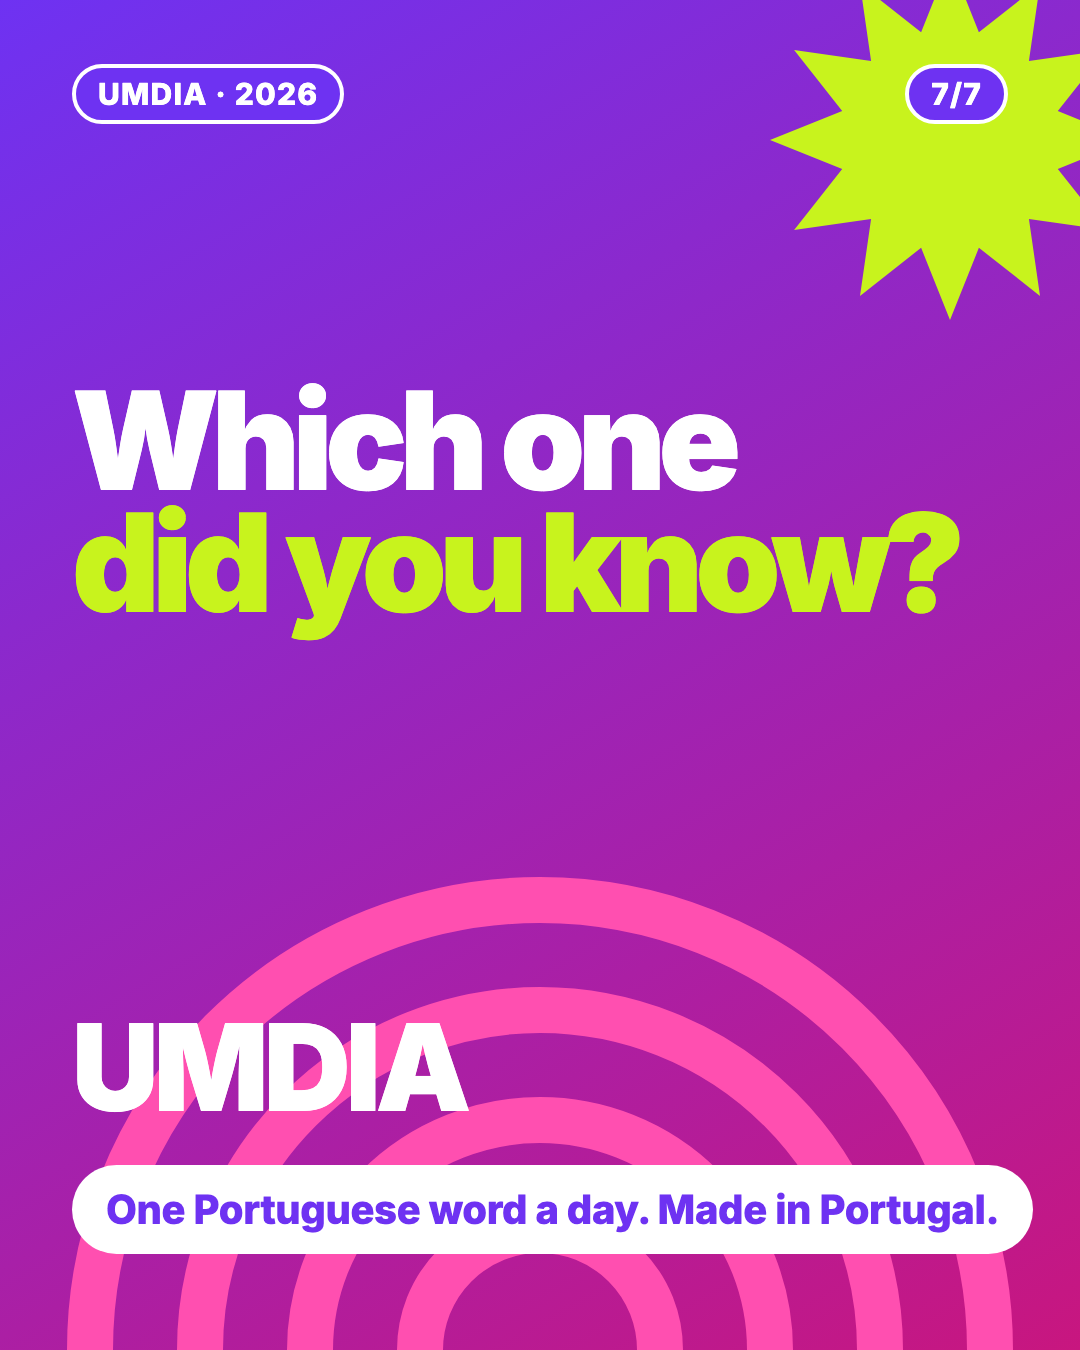 UMDIA · 2026
7/7
Which one
did you know?
UMDIA
One Portuguese word a day. Made in Portugal.